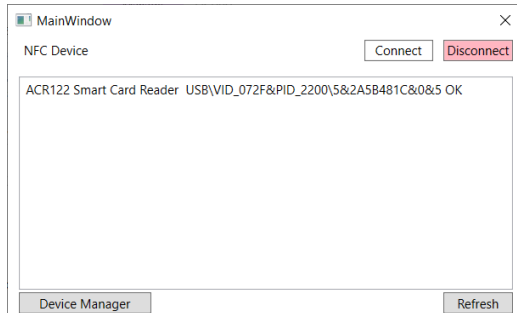 MainWindow
NFC Device
Connect
Disconnect
ACR122 Smart Card Reader  USB\VID_072F&PID_2200\5&2A5B481C&0&5 OK
Device Manager
Refresh